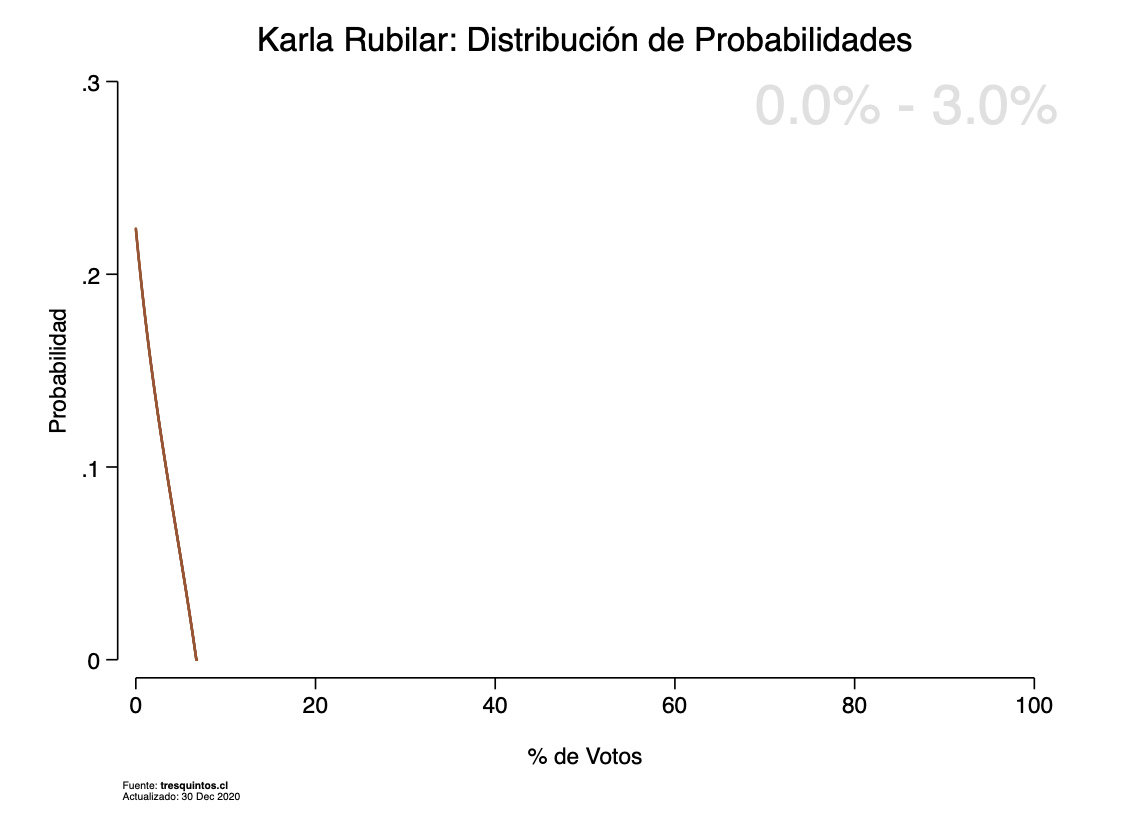 Karla Rubilar: Distribución de Probabilidades
0.0% - 3.0%
.3
.2
.1
0
Probabilidad
0 20 40 60 80 100
% de Votos
Fuente: tresquintos.cl
Actualizado: 30 Dec 2020